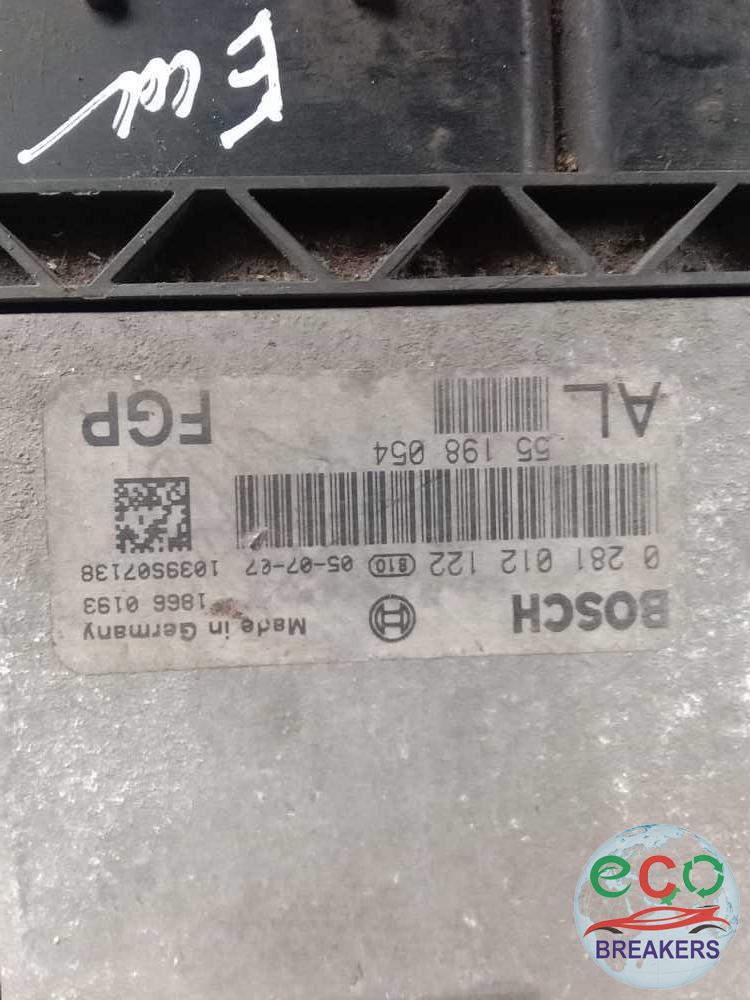 Ecu
BOSCH Made in Germany
1866 0193
0 281 012 122 810 05-07-07 1039S07138
55 198 054
AL FGP
eco
BREAKERS